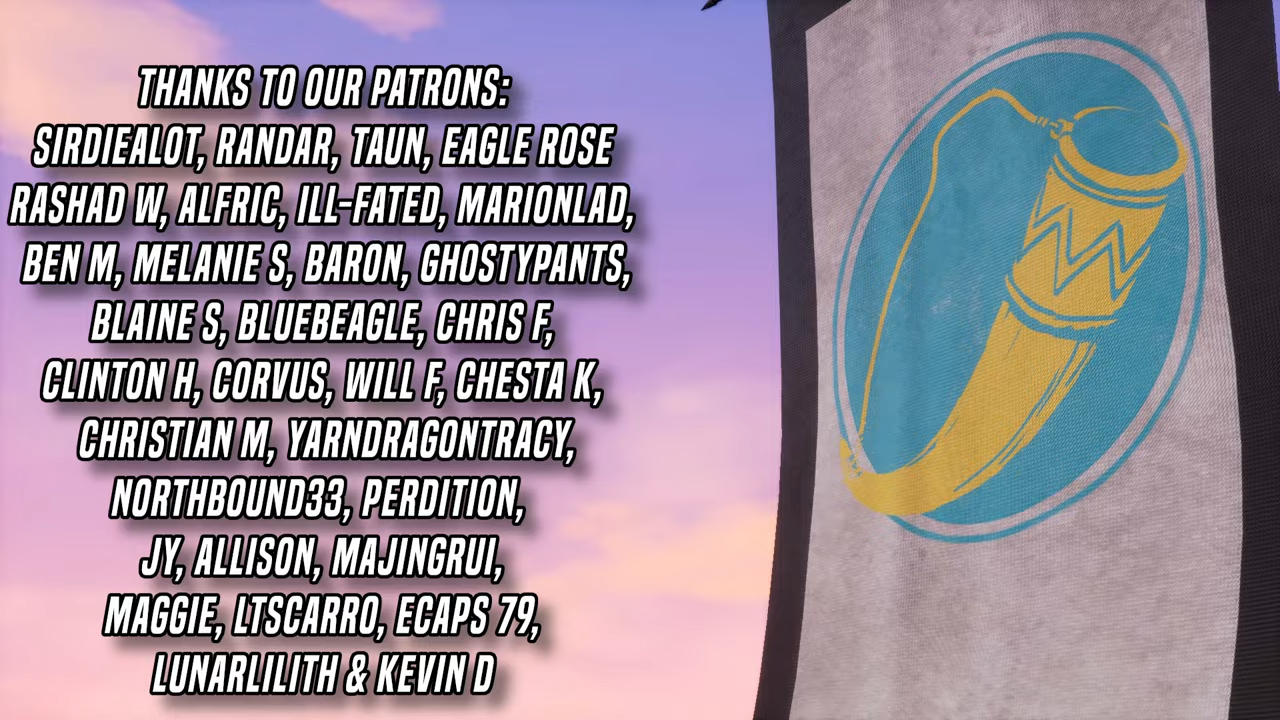 THANKS TO OUR PATRONS:
SIRDIEALOT, RANDAR, TAUN, EAGLE ROSE
RASHAD W, ALFRIC, ILL-FATED, MARIONLAD,
BEN M, MELANIE S, BARON, GHOSTYPANTS,
BLAINE S, BLUEBEAGLE, CHRIS F,
CLINTON H, CORVUS, WILL F, CHESTA K,
CHRISTIAN M, YARNDRAGONTRACY,
NORTHBOUND33, PERDITION,
JY, ALLISON, MAJINGRUI,
MAGGIE, LTSCARRO, ECAPS 79,
LUNARLILITH & KEVIN D